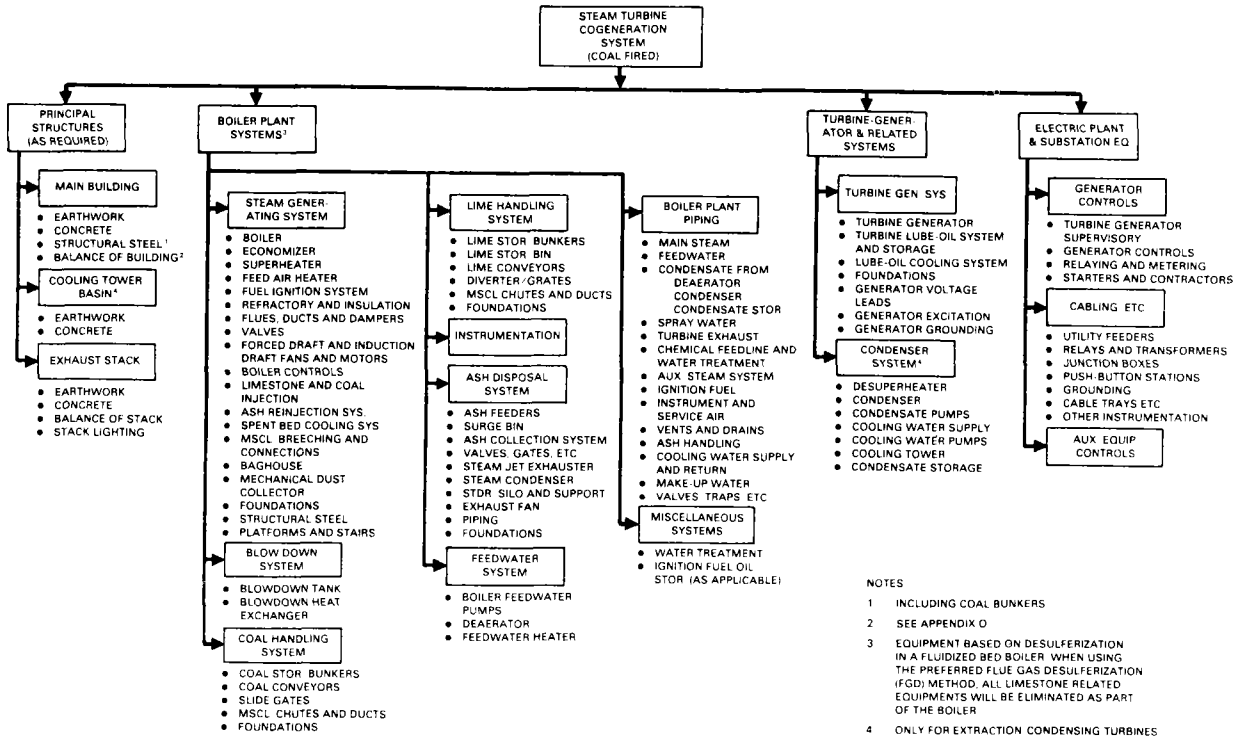 STEAM TURBINE
COGENERATION
SYSTEM
(COAL FIRED)
PRINCIPAL
STRUCTURES
(AS REQUIRED)
MAIN BUILDING
● EARTHWORK
● CONCRETE
● STRUCTURAL STEEL¹
● BALANCE OF BUILDING²
COOLING TOWER
BASIN⁴
● EARTHWORK
● CONCRETE
EXHAUST STACK
● EARTHWORK
● CONCRETE
● BALANCE OF STACK
● STACK LIGHTING
BOILER PLANT
SYSTEMS³
STEAM GENER-
ATING SYSTEM
● BOILER
● ECONOMIZER
● SUPERHEATER
● FEED AIR HEATER
● FUEL IGNITION SYSTEM
● REFRACTORY AND INSULATION
● FLUES, DUCTS AND DAMPERS
● VALVES
● FORCED DRAFT AND INDUCTION
DRAFT FANS AND MOTORS
● BOILER CONTROLS
● LIMESTONE AND COAL
INJECTION
● ASH REINJECTION SYS.
● SPENT BED COOLING SYS
● MSCL BREECHING AND
CONNECTIONS
● BAGHOUSE
● MECHANICAL DUST
COLLECTOR
● FOUNDATIONS
● STRUCTURAL STEEL
● PLATFORMS AND STAIRS
BLOW DOWN
SYSTEM
● BLOWDOWN TANK
● BLOWDOWN HEAT
EXCHANGER
COAL HANDLING
SYSTEM
● COAL STOR BUNKERS
● COAL CONVEYORS
● SLIDE GATES
● MSCL CHUTES AND DUCTS
● FOUNDATIONS
LIME HANDLING
SYSTEM
● LIME STOR BUNKERS
● LIME STOR BIN
● LIME CONVEYORS
● DIVERTER/GRATES
● MSCL CHUTES AND DUCTS
● FOUNDATIONS
INSTRUMENTATION
ASH DISPOSAL
SYSTEM
● ASH FEEDERS
● SURGE BIN
● ASH COLLECTION SYSTEM
● VALVES, GATES, ETC
● STEAM JET EXHAUSTER
● STEAM CONDENSER
● STDR SILO AND SUPPORT
● EXHAUST FAN
● PIPING
● FOUNDATIONS
FEEDWATER
SYSTEM
● BOILER FEEDWATER
PUMPS
● DEAERATOR
● FEEDWATER HEATER
BOILER PLANT
PIPING
● MAIN STEAM
● FEEDWATER
● CONDENSATE FROM
DEAERATOR
CONDENSER
CONDENSATE STOR
● SPRAY WATER
● TURBINE EXHAUST
● CHEMICAL FEEDLINE AND
WATER TREATMENT
● AUX STEAM SYSTEM
● IGNITION FUEL
● INSTRUMENT AND
SERVICE AIR
● VENTS AND DRAINS
● ASH HANDLING
● COOLING WATER SUPPLY
AND RETURN
● MAKE-UP WATER
● VALVES TRAPS ETC
MISCELLANEOUS
SYSTEMS
● WATER TREATMENT
● IGNITION FUEL OIL
STOR (AS APPLICABLE)
TURBINE-GENER-
ATOR & RELATED
SYSTEMS
TURBINE GEN SYS
● TURBINE GENERATOR
● TURBINE LUBE-OIL SYSTEM
AND STORAGE
● LUBE-OIL COOLING SYSTEM
● FOUNDATIONS
● GENERATOR VOLTAGE
LEADS
● GENERATOR EXCITATION
● GENERATOR GROUNDING
CONDENSER
SYSTEM⁴
● DESUPERHEATER
● CONDENSER
● CONDENSATE PUMPS
● COOLING WATER SUPPLY
● COOLING WATER PUMPS
● COOLING TOWER
● CONDENSATE STORAGE
ELECTRIC PLANT
& SUBSTATION EQ
GENERATOR
CONTROLS
● TURBINE GENERATOR
SUPERVISORY
● GENERATOR CONTROLS
● RELAYING AND METERING
● STARTERS AND CONTRACTORS
CABLING ETC
● UTILITY FEEDERS
● RELAYS AND TRANSFORMERS
● JUNCTION BOXES
● PUSH-BUTTON STATIONS
● GROUNDING
● CABLE TRAYS ETC
● OTHER INSTRUMENTATION
AUX EQUIP
CONTROLS
NOTES
1 INCLUDING COAL BUNKERS
2 SEE APPENDIX O
3 EQUIPMENT BASED ON DESULFERIZATION
IN A FLUIDIZED BED BOILER WHEN USING
THE PREFERRED FLUE GAS DESULFERIZATION
(FGD) METHOD, ALL LIMESTONE RELATED
EQUIPMENTS WILL BE ELIMINATED AS PART
OF THE BOILER
4 ONLY FOR EXTRACTION CONDENSING TURBINES